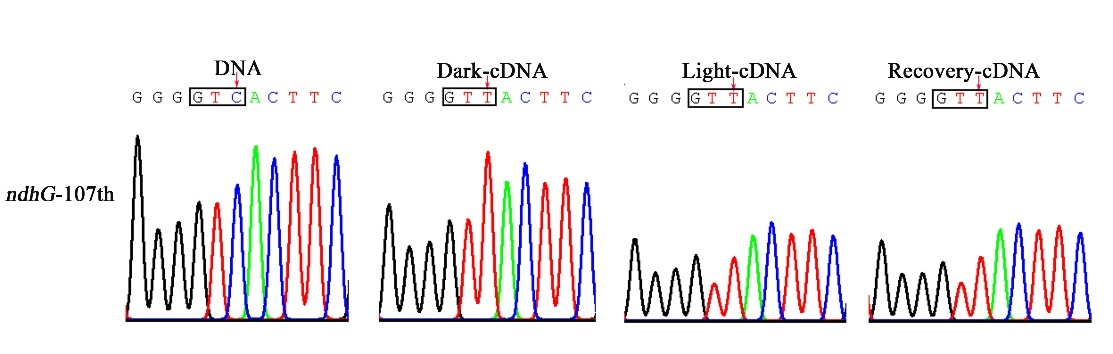 DNA Dark-cDNA Light-cDNA Recovery-cDNA
G G G G T C A C T T C G G G G T T A C T T C G G G G T T A C T T C G G G G T T A C T T C
ndhG-107th